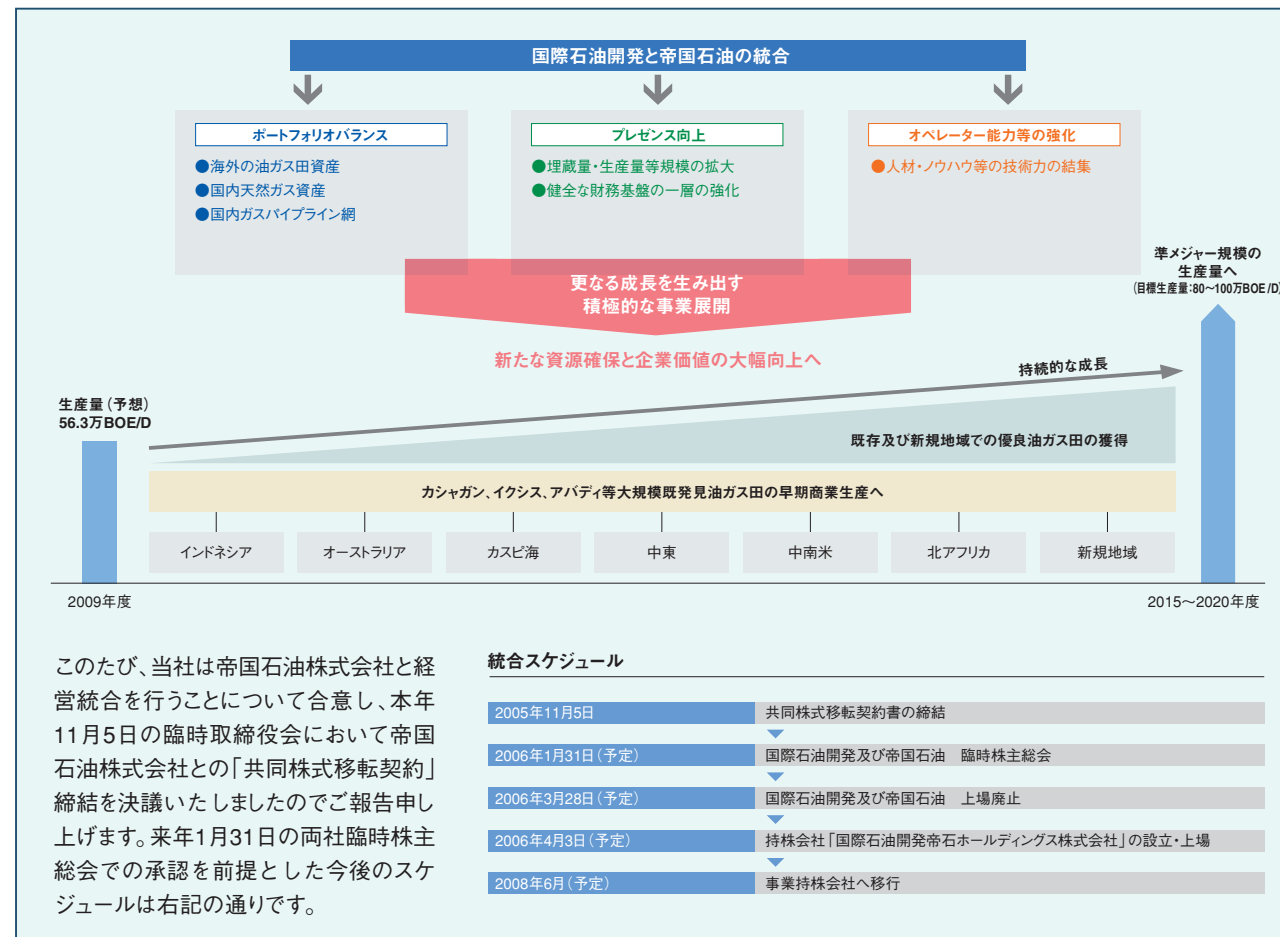 国際石油開発と帝国石油の統合
ポートフォリオバランス
●海外の油ガス田資産
●国内天然ガス資産
●国内ガスパイプライン網
プレゼンス向上
●埋蔵量・生産量等規模の拡大
●健全な財務基盤の一層の強化
オペレーター能力等の強化
●人材・ノウハウ等の技術力の結集
更なる成長を生み出す
積極的な事業展開
新たな資源確保と企業価値の大幅向上へ
準メジャー規模の
生産量へ
(目標生産量:80〜100万BOE/D)
持続的な成長
生産量(予想)
56.3万BOE/D
既存及び新規地域での優良油ガス田の獲得
カシャガン、イクシス、アバディ等大規模既発見油ガス田の早期商業生産へ
インドネシア
オーストラリア
カスピ海
中東
中南米
北アフリカ
新規地域
2009年度
2015〜2020年度
このたび、当社は帝国石油株式会社と経
営統合を行うことについて合意し、本年
11月5日の臨時取締役会において帝国
石油株式会社との「共同株式移転契約」
締結を決議いたしましたのでご報告申し
上げます。来年1月31日の両社臨時株主
総会での承認を前提とした今後のスケ
ジュールは右記の通りです。
統合スケジュール
2005年11月5日 共同株式移転契約書の締結
2006年1月31日(予定) 国際石油開発及び帝国石油 臨時株主総会
2006年3月28日(予定) 国際石油開発及び帝国石油 上場廃止
2006年4月3日(予定) 持株会社「国際石油開発帝石ホールディングス株式会社」の設立・上場
2008年6月(予定) 事業持株会社へ移行